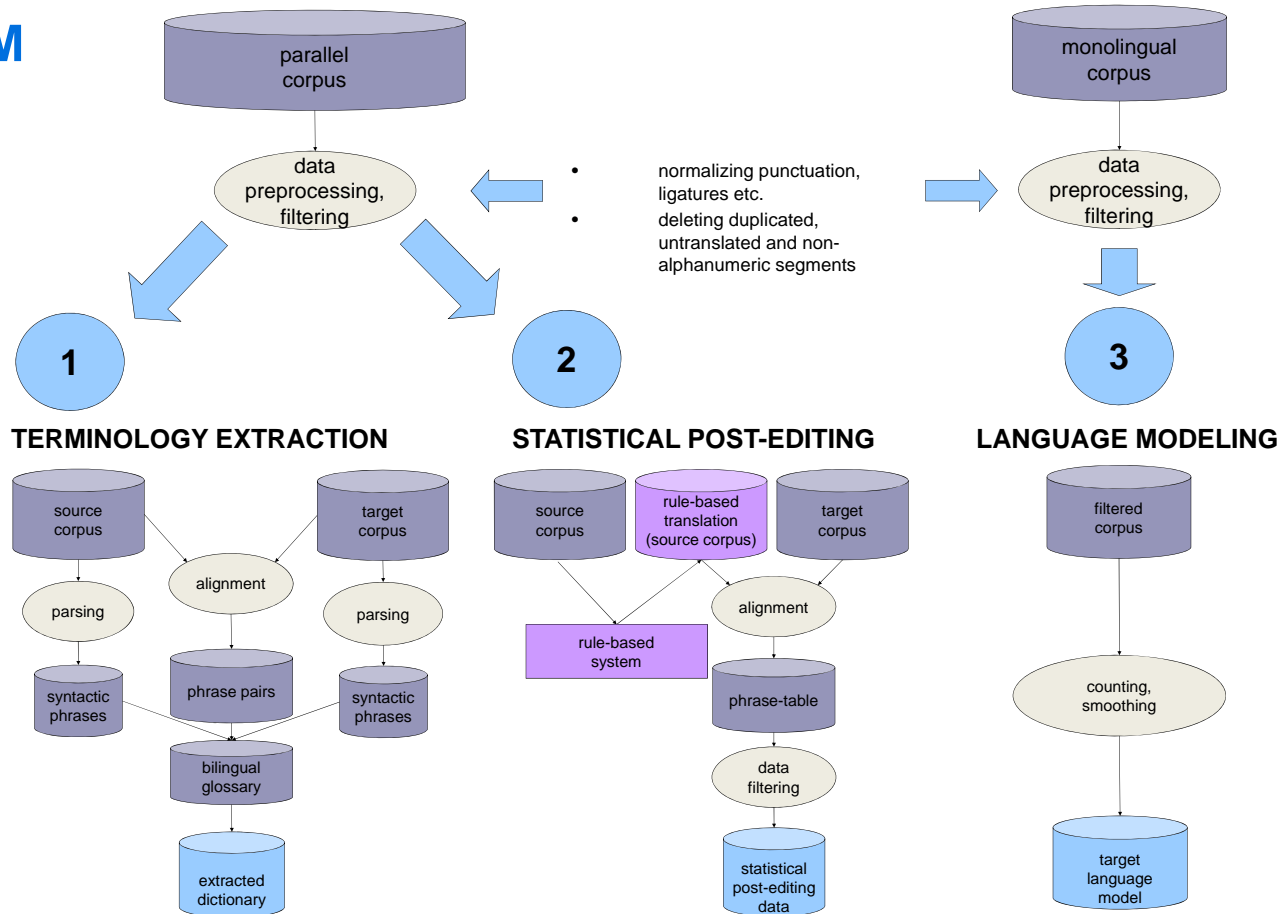 M
parallel
corpus
monolingual
corpus
data
preprocessing,
filtering
• normalizing punctuation,
ligatures etc.
• deleting duplicated,
untranslated and non-
alphanumeric segments
data
preprocessing,
filtering
1
2
3
TERMINOLOGY EXTRACTION
STATISTICAL POST-EDITING
LANGUAGE MODELING
source
corpus
target
corpus
alignment
parsing
parsing
syntactic
phrases
phrase pairs
syntactic
phrases
bilingual
glossary
extracted
dictionary
source
corpus
rule-based
translation
(source corpus)
target
corpus
alignment
rule-based
system
phrase-table
data
filtering
statistical
post-editing
data
filtered
corpus
counting,
smoothing
target
language
model